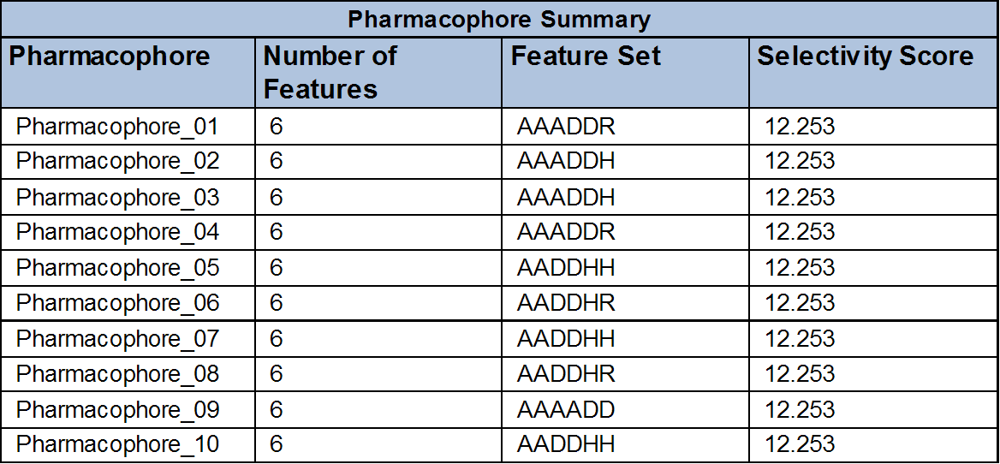 Pharmacophore Summary
Pharmacophore Number of Features Feature Set Selectivity Score
Pharmacophore_01 6 AAADDR 12.253
Pharmacophore_02 6 AAADDH 12.253
Pharmacophore_03 6 AAADDH 12.253
Pharmacophore_04 6 AAADDR 12.253
Pharmacophore_05 6 AADDHH 12.253
Pharmacophore_06 6 AADDHR 12.253
Pharmacophore_07 6 AADDHH 12.253
Pharmacophore_08 6 AADDHR 12.253
Pharmacophore_09 6 AAAADD 12.253
Pharmacophore_10 6 AADDHH 12.253